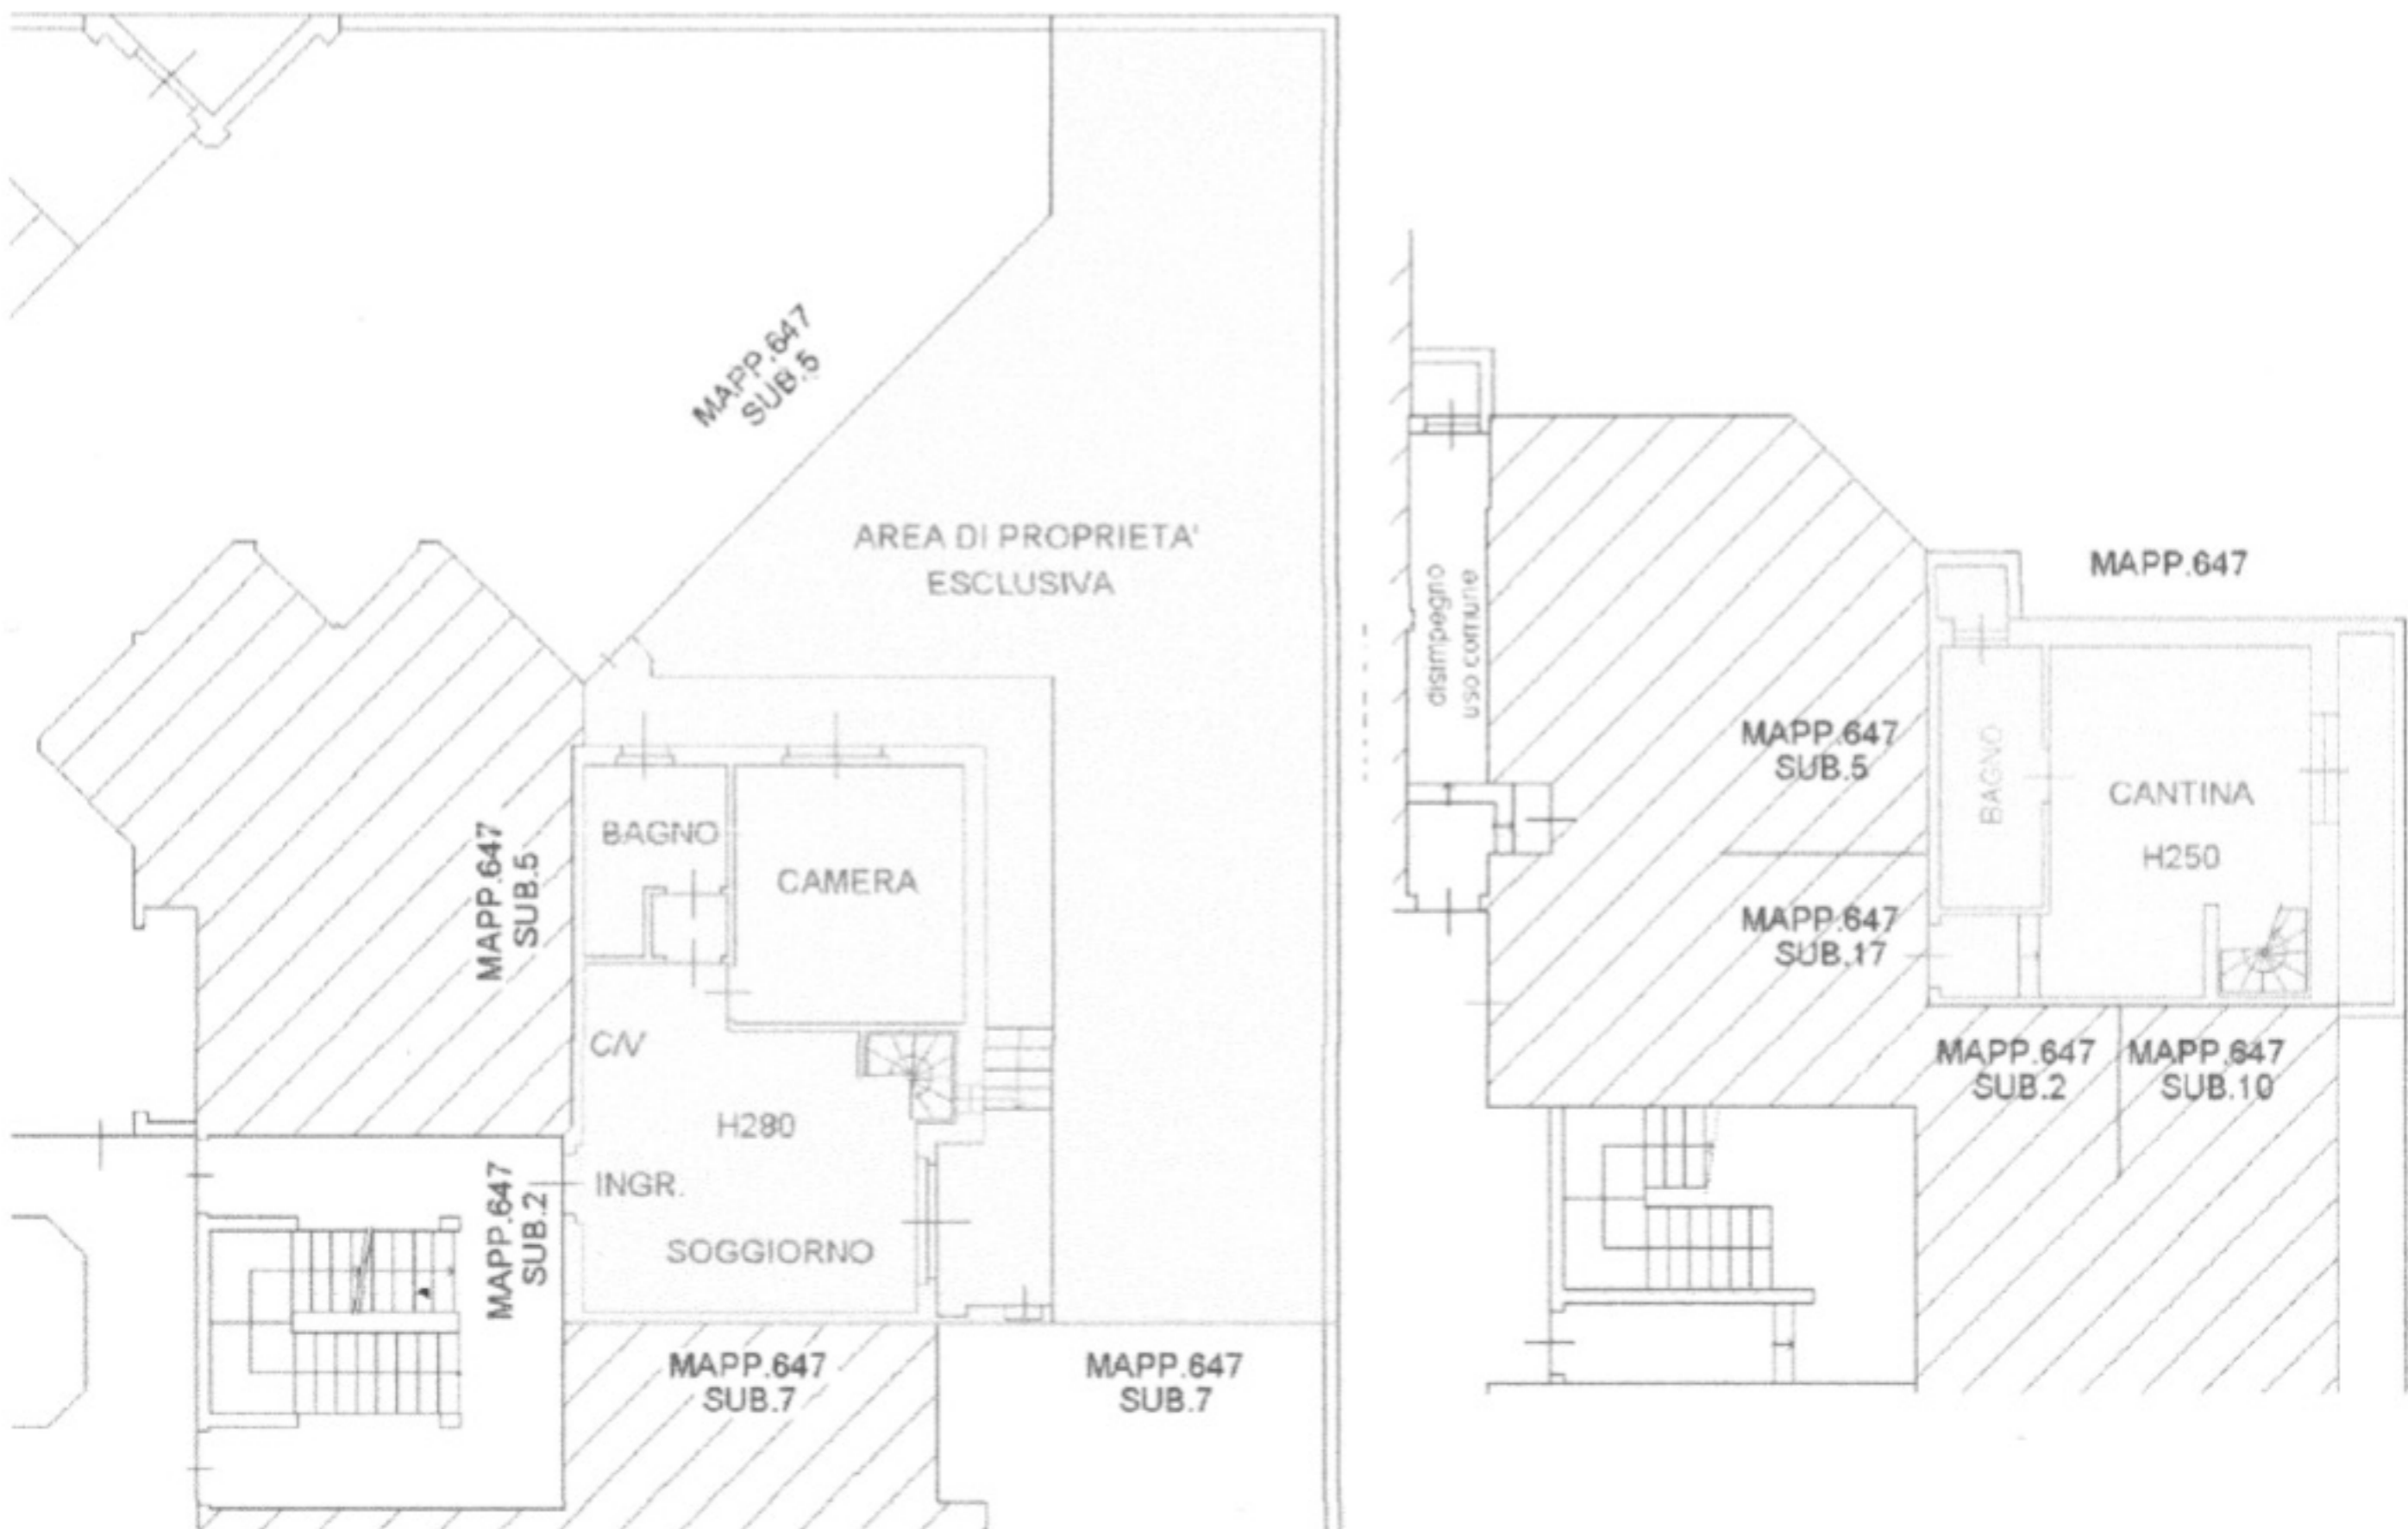 MAPP.647
SUB.5
AREA DI PROPRIETA'
ESCLUSIVA
MAPP.647
SUB.5
BAGNO
CAMERA
C/V
H280
INGR.
SOGGIORNO
MAPP.647
SUB.2
MAPP.647
SUB.7
MAPP.647
SUB.7
disimpegno
uso comune
MAPP.647
MAPP.647
SUB.5
BAGNO
CANTINA
H250
MAPP.647
SUB.17
MAPP.647
SUB.2
MAPP.647
SUB.10